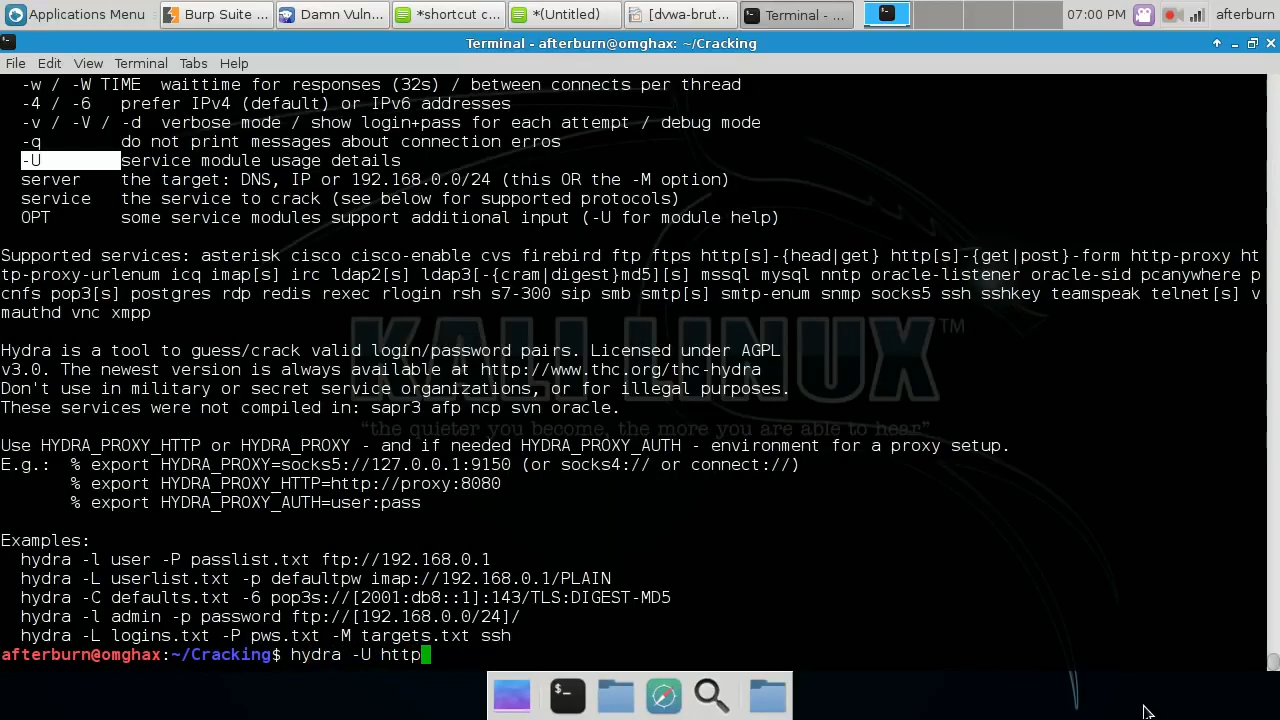 Applications Menu
Burp Suite ...
Damn Vuln...
*shortcut c...
*(Untitled)
[dvwa-brut...
Terminal - ...
07:00 PM
afterburn
Terminal - afterburn@omghax: ~/Cracking
File Edit View Terminal Tabs Help
-w / -W TIME  waittime for responses (32s) / between connects per thread
-4 / -6   prefer IPv4 (default) or IPv6 addresses
-v / -V / -d  verbose mode / show login+pass for each attempt / debug mode
-q        do not print messages about connection erros
-U        service module usage details
server    the target: DNS, IP or 192.168.0.0/24 (this OR the -M option)
service   the service to crack (see below for supported protocols)
OPT       some service modules support additional input (-U for module help)
Supported services: asterisk cisco cisco-enable cvs firebird ftp ftps http[s]-{head|get} http[s]-{get|post}-form http-proxy ht
tp-proxy-urlenum icq imap[s] irc ldap2[s] ldap3[-{cram|digest}md5][s] mssql mysql nntp oracle-listener oracle-sid pcanywhere p
cnfs pop3[s] postgres rdp redis rexec rlogin rsh s7-300 sip smb smtp[s] smtp-enum snmp socks5 ssh sshkey teamspeak telnet[s] v
mauthd vnc xmpp
KALI LINUX™
Hydra is a tool to guess/crack valid login/password pairs. Licensed under AGPL
v3.0. The newest version is always available at http://www.thc.org/thc-hydra
Don't use in military or secret service organizations, or for illegal purposes.
These services were not compiled in: sapr3 afp ncp svn oracle.
"the quieter you become, the more you are able to hear"
Use HYDRA_PROXY_HTTP or HYDRA_PROXY - and if needed HYDRA_PROXY_AUTH - environment for a proxy setup.
E.g.:  % export HYDRA_PROXY=socks5://127.0.0.1:9150 (or socks4:// or connect://)
% export HYDRA_PROXY_HTTP=http://proxy:8080
% export HYDRA_PROXY_AUTH=user:pass
Examples:
hydra -l user -P passlist.txt ftp://192.168.0.1
hydra -L userlist.txt -p defaultpw imap://192.168.0.1/PLAIN
hydra -C defaults.txt -6 pop3s://[2001:db8::1]:143/TLS:DIGEST-MD5
hydra -l admin -p password ftp://[192.168.0.0/24]/
hydra -L logins.txt -P pws.txt -M targets.txt ssh
afterburn@omghax:~/Cracking$ hydra -U http